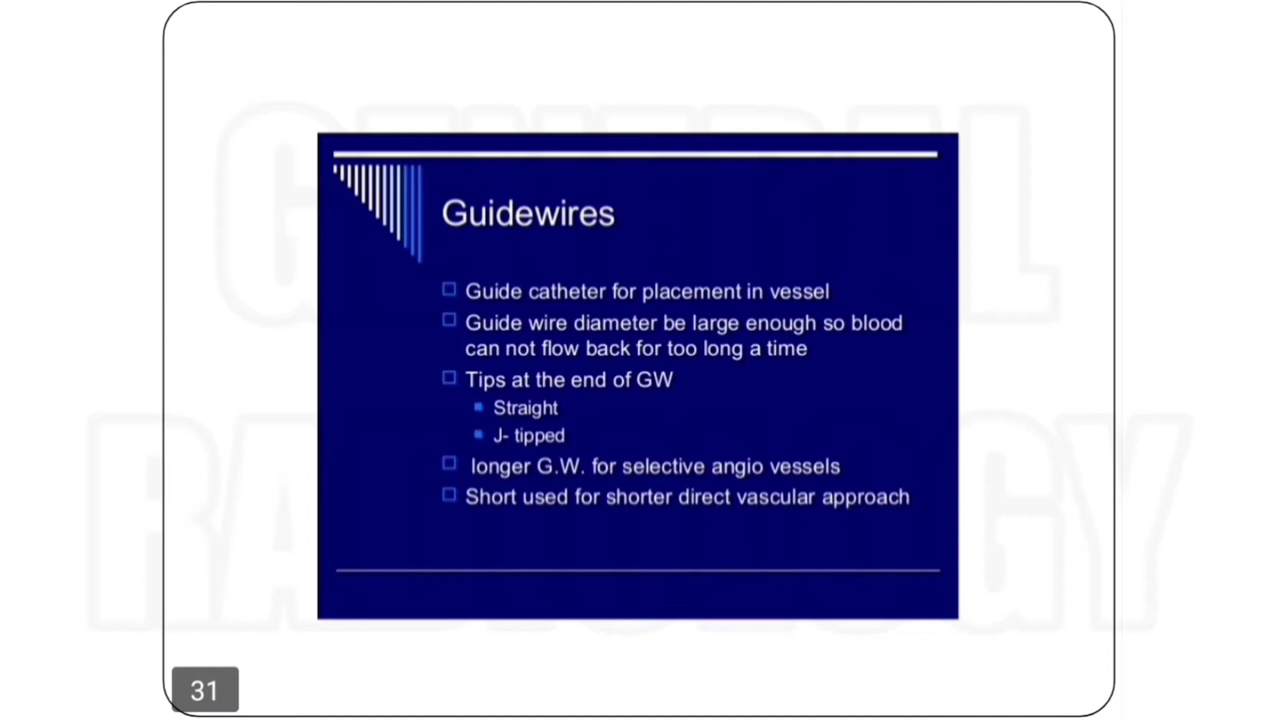 GENERAL
RADIOLOGY
Guidewires
Guide catheter for placement in vessel
Guide wire diameter be large enough so blood
can not flow back for too long a time
Tips at the end of GW
Straight
J- tipped
longer G.W. for selective angio vessels
Short used for shorter direct vascular approach
31